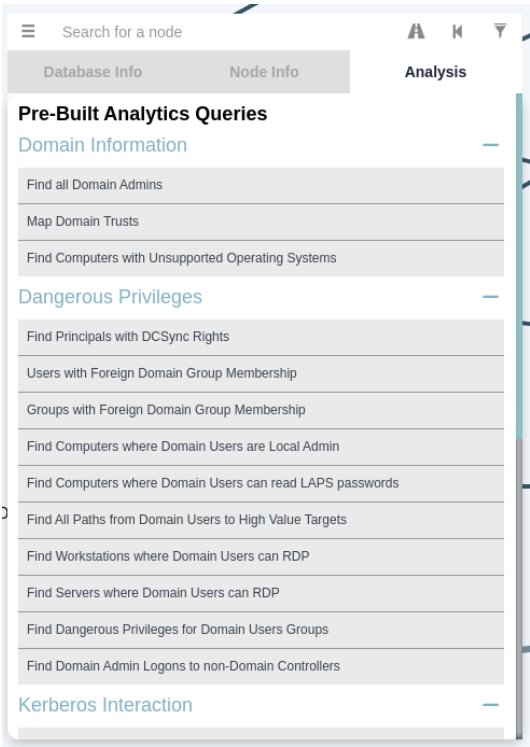 Search for a node
Database Info
Node Info
Analysis
Pre-Built Analytics Queries
Domain Information
Find all Domain Admins
Map Domain Trusts
Find Computers with Unsupported Operating Systems
Dangerous Privileges
Find Principals with DCSync Rights
Users with Foreign Domain Group Membership
Groups with Foreign Domain Group Membership
Find Computers where Domain Users are Local Admin
Find Computers where Domain Users can read LAPS passwords
Find All Paths from Domain Users to High Value Targets
Find Workstations where Domain Users can RDP
Find Servers where Domain Users can RDP
Find Dangerous Privileges for Domain Users Groups
Find Domain Admin Logons to non-Domain Controllers
Kerberos Interaction